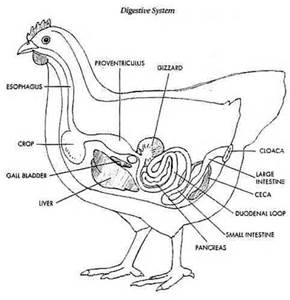 Digestive System
PROVENTRICULUS
GIZZARD
ESOPHAGUS
CROP
GALL BLADDER
LIVER
CLOACA
LARGE
INTESTINE
CECA
DUODENAL LOOP
SMALL INTESTINE
PANCREAS